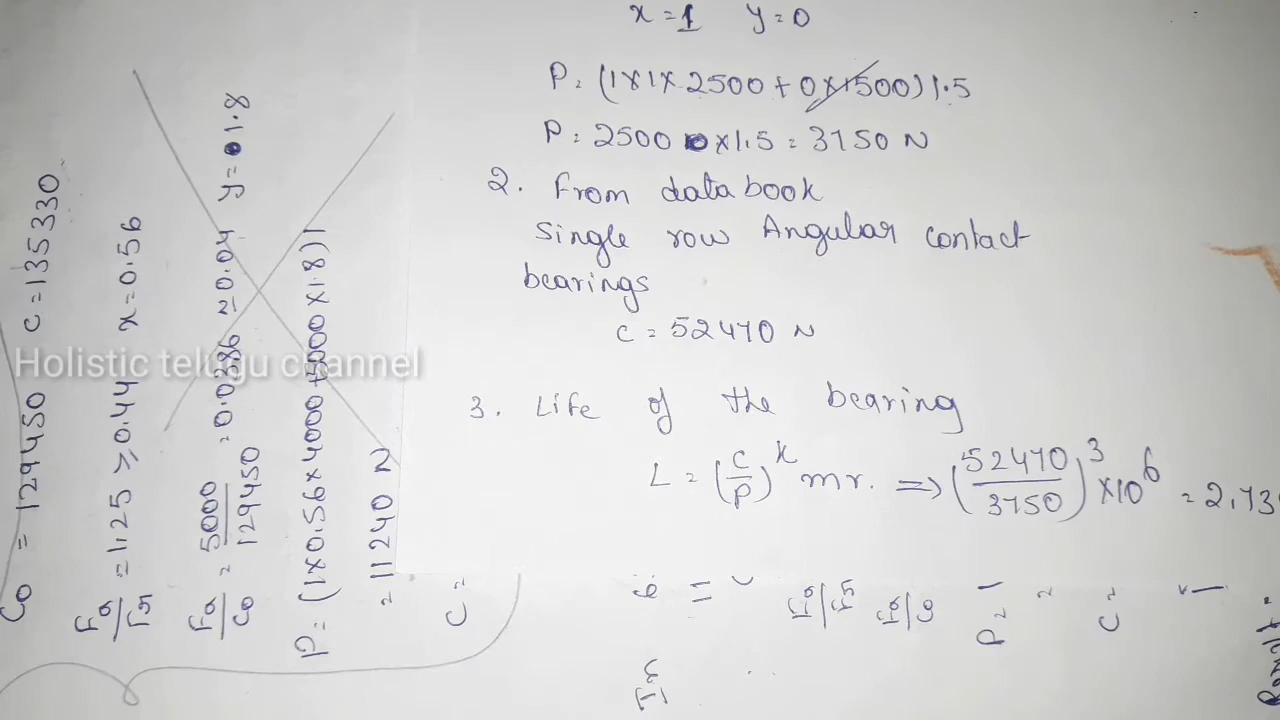 x = 1 y = 0
P = (1 × 1 × 2500 + 0 × 1500) 1.5
P = 2500 × 1.5 = 3750 N
2. From data book
Single row Angular contact
bearings
C = 52470 N
3. Life of the bearing
L = (C/P)^k mr. ⇒ (52470/3750)^3 × 10^6 = 2.73
Co = 129450 C = 135330
Fa/Fr = 1.25 ≥ 0.44 x = 0.56
Fa/Co = 5000/129450 = 0.0386 ≈ 0.04 y = 1.8
P = (1 × 0.56 × 4000 + 5000 × 1.8) 1
= 11240 N
C =
Holistic telugu channel